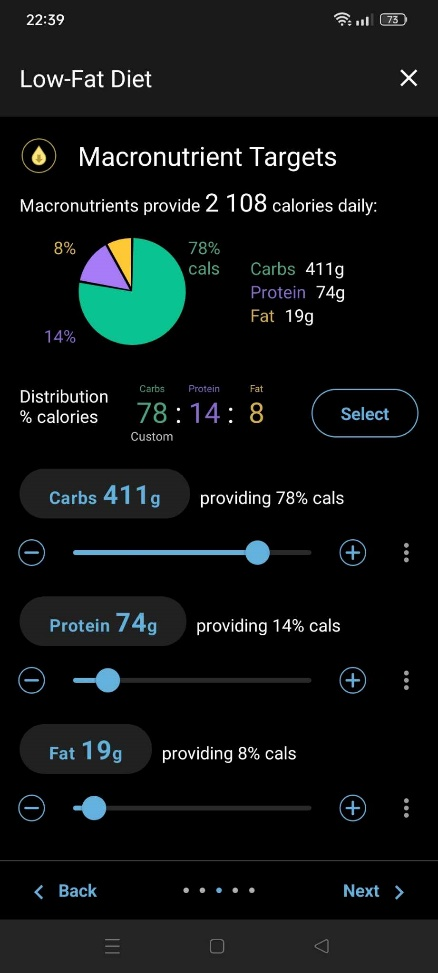 22:39
73
Low-Fat Diet
Macronutrient Targets
Macronutrients provide 2 108 calories daily:
8%
78%
cals
14%
Carbs 411g
Protein 74g
Fat 19g
Distribution
% calories
Carbs Protein Fat
78 : 14 : 8
Custom
Select
Carbs 411g providing 78% cals
Protein 74g providing 14% cals
Fat 19g providing 8% cals
Back
Next